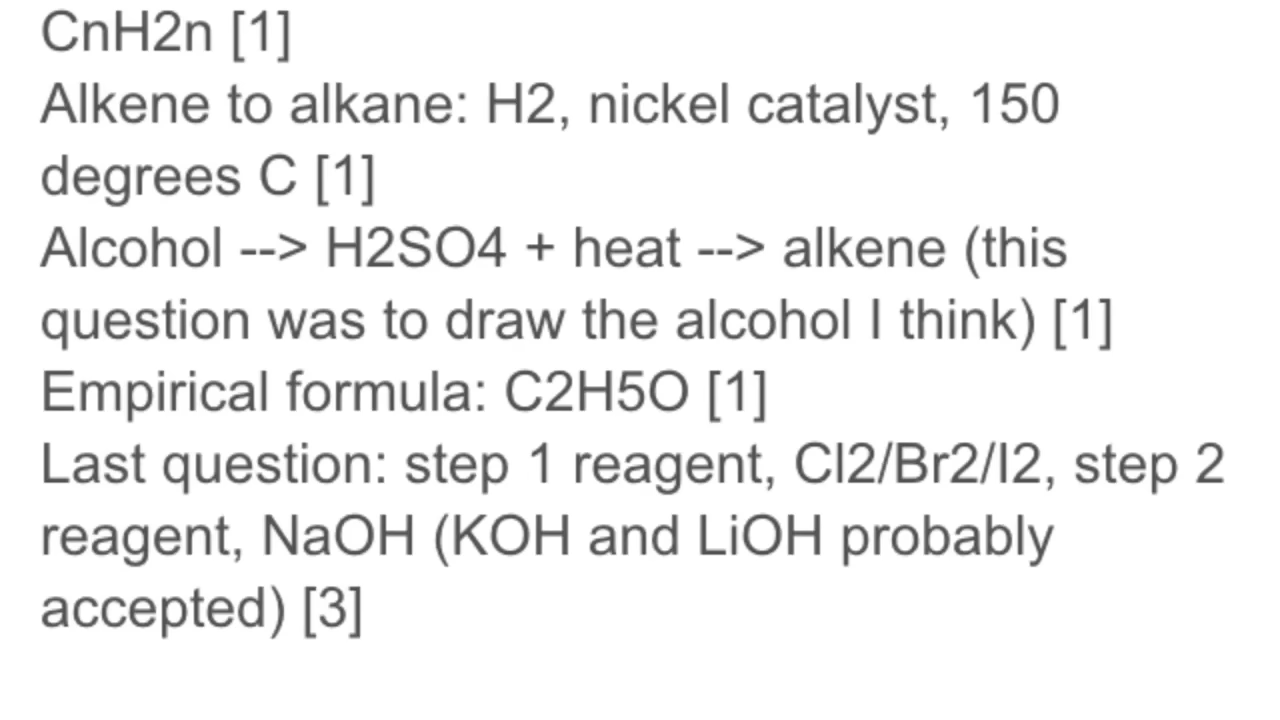 CnH2n [1]
Alkene to alkane: H2, nickel catalyst, 150
degrees C [1]
Alcohol --> H2SO4 + heat --> alkene (this
question was to draw the alcohol I think) [1]
Empirical formula: C2H5O [1]
Last question: step 1 reagent, Cl2/Br2/I2, step 2
reagent, NaOH (KOH and LiOH probably
accepted) [3]